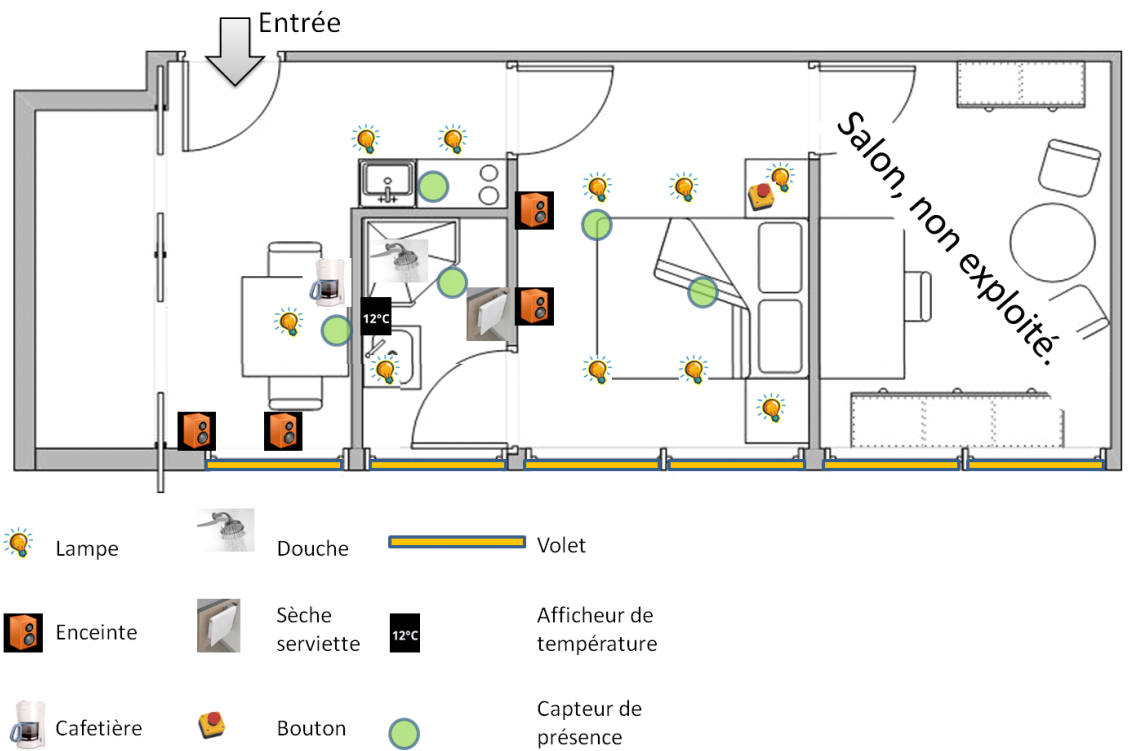 Entrée
Salon, non exploité.
12°C
Lampe
Douche
Volet
Enceinte
Sèche
serviette
12°C
Afficheur de
température
Cafetière
Bouton
Capteur de
présence